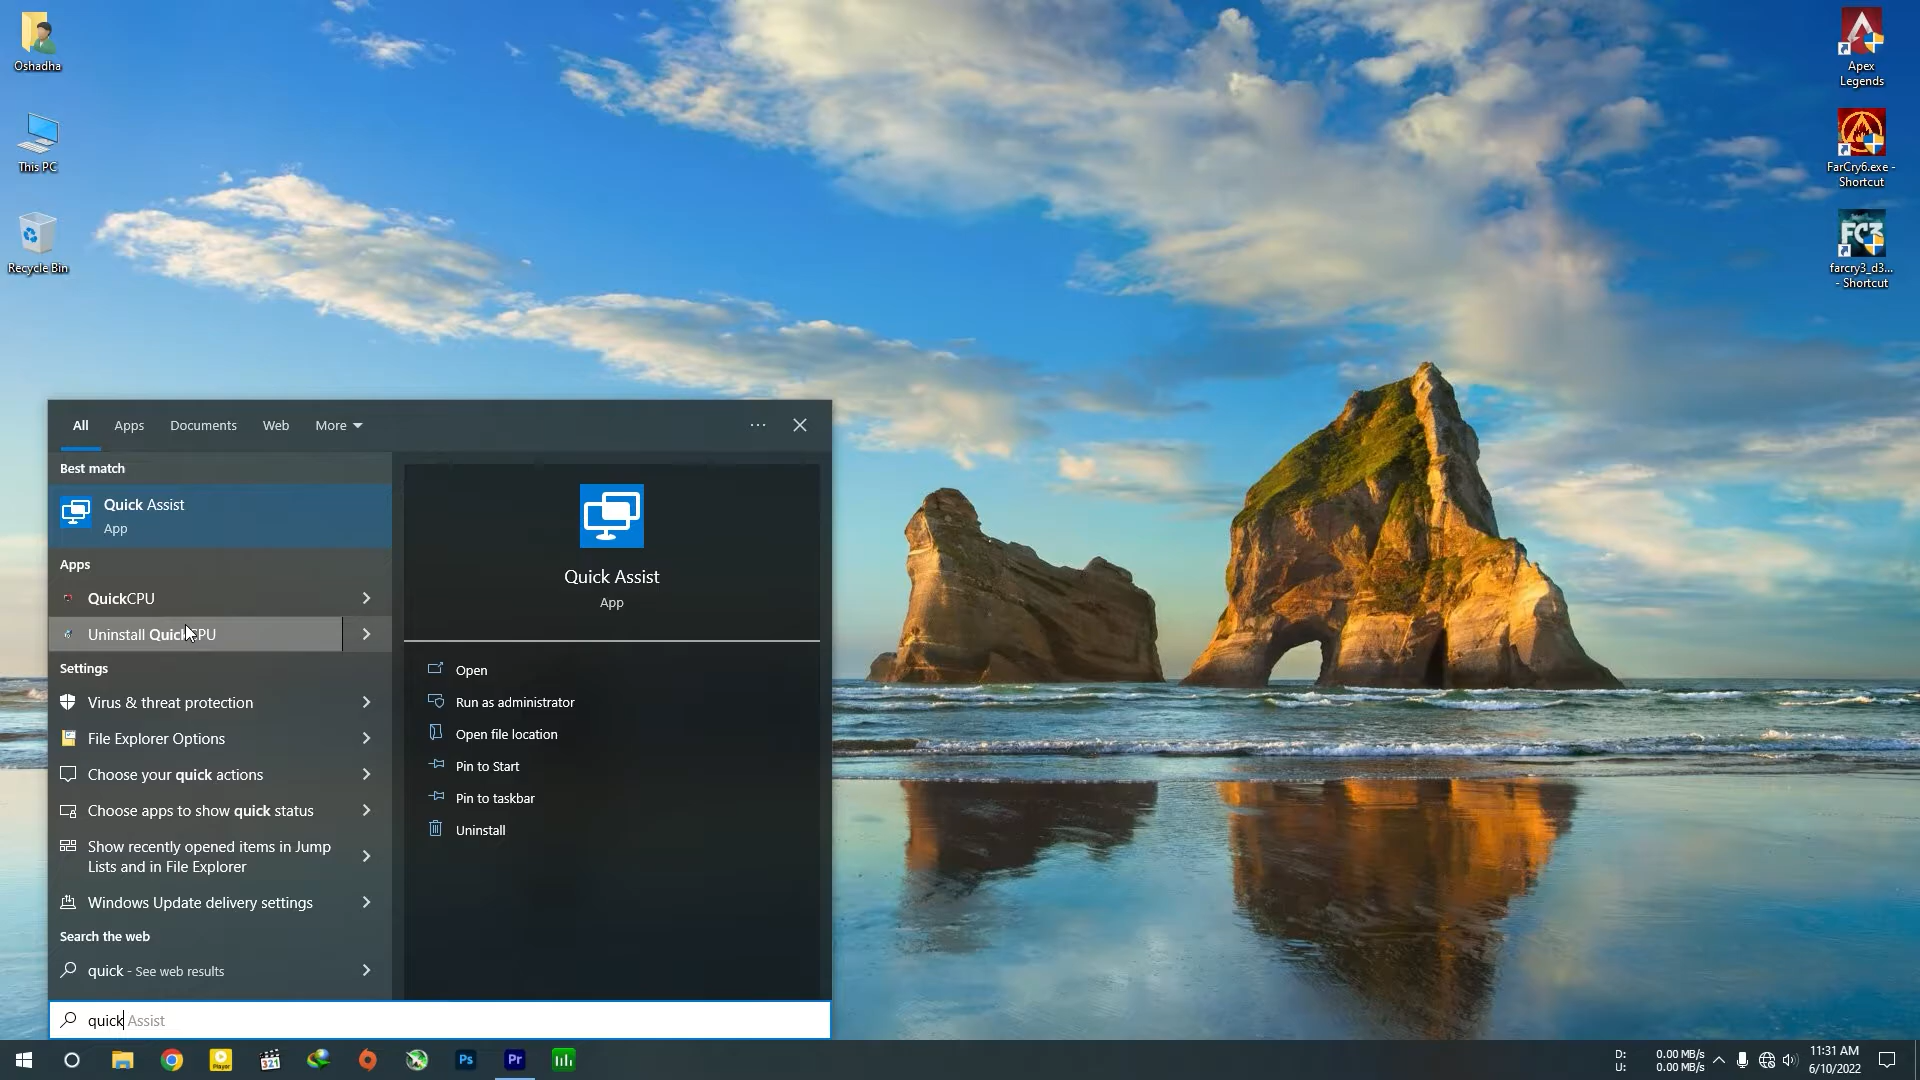 Oshadha
This PC
Recycle Bin
Apex
Legends
FarCry6.exe -
Shortcut
FC3
farcry3_d3...
- Shortcut
All
Apps
Documents
Web
More
Best match
Quick Assist
App
Apps
QuickCPU
Uninstall QuickCPU
Settings
Virus & threat protection
File Explorer Options
Choose your quick actions
Choose apps to show quick status
Show recently opened items in Jump
Lists and in File Explorer
Windows Update delivery settings
Search the web
quick - See web results
Quick Assist
App
Open
Run as administrator
Open file location
Pin to Start
Pin to taskbar
Uninstall
quick Assist
Player
321
Ps
Pr
D: 0.00 MB/s
U: 0.00 MB/s
11:31 AM
6/10/2022